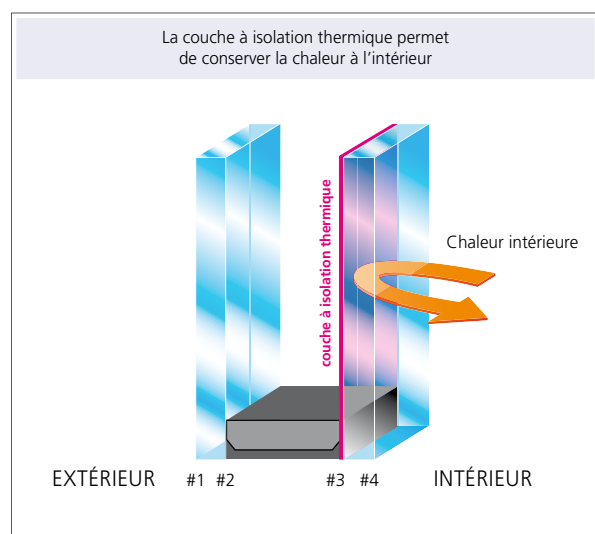 La couche à isolation thermique permet
de conserver la chaleur à l’intérieur
couche à isolation thermique
Chaleur intérieure
EXTÉRIEUR #1 #2 #3 #4 INTÉRIEUR